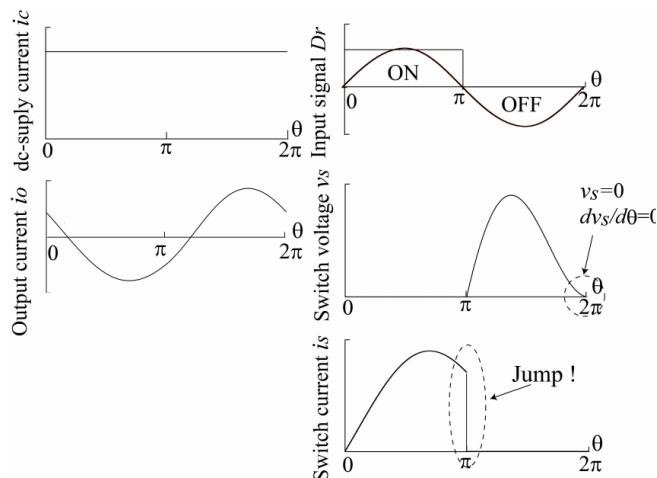 dc-suply current ic
0
π
θ
2π
Input signal Dr
ON
OFF
0
π
θ
2π
Output current io
0
π
θ
2π
Switch voltage vs
vs=0
dvs/dθ=0
0
π
θ
2π
Switch current is
Jump !
0
π
θ
2π